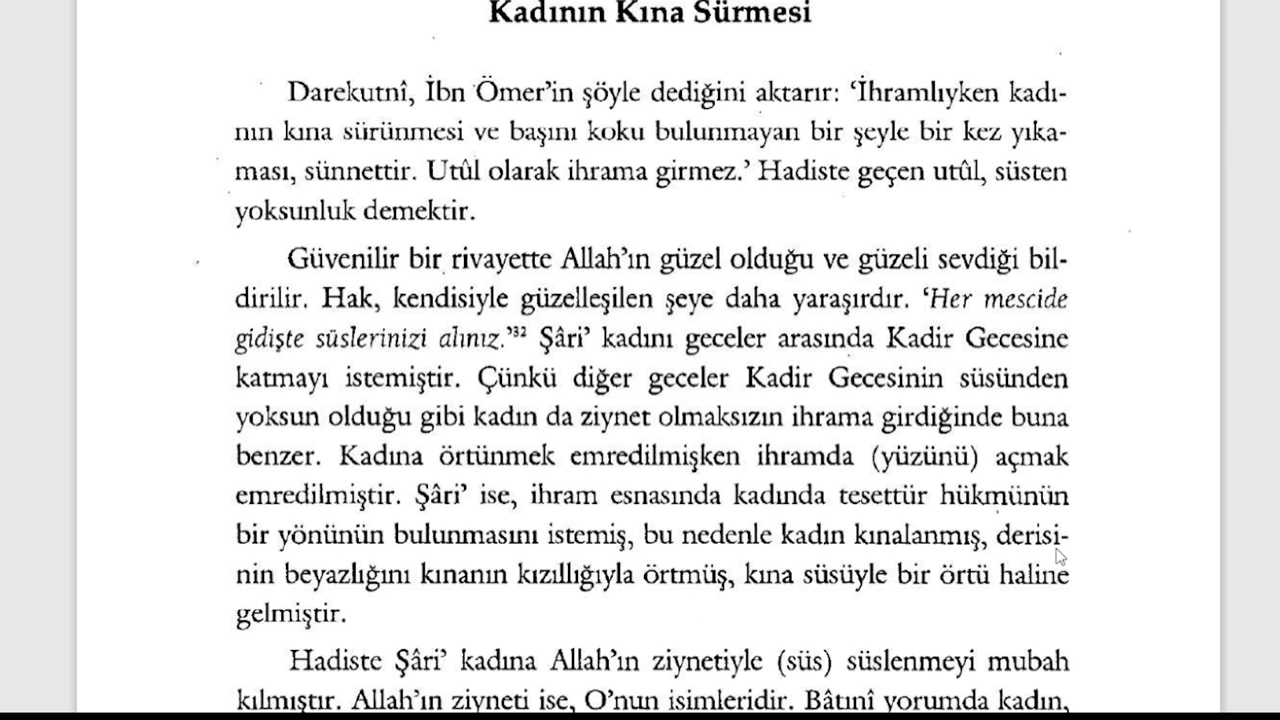 Kadının Kına Sürmesi
Darekutnî, İbn Ömer’in şöyle dediğini aktarır: ‘İhramlıyken kadı-
nın kına sürünmesi ve başını koku bulunmayan bir şeyle bir kez yıka-
ması, sünnettir. Utûl olarak ihrama girmez.’ Hadiste geçen utûl, süsten
yoksunluk demektir.
Güvenilir bir rivayette Allah’ın güzel olduğu ve güzeli sevdiği bil-
dirilir. Hak, kendisiyle güzelleşilen şeye daha yaraşırdır. ‘Her mescide
gidişte süslerinizi alınız.’³² Şâri’ kadını geceler arasında Kadir Gecesine
katmayı istemiştir. Çünkü diğer geceler Kadir Gecesinin süsünden
yoksun olduğu gibi kadın da ziynet olmaksızın ihrama girdiğinde buna
benzer. Kadına örtünmek emredilmişken ihramda (yüzünü) açmak
emredilmiştir. Şâri’ ise, ihram esnasında kadında tesettür hükmünün
bir yönünün bulunmasını istemiş, bu nedenle kadın kınalanmış, derisi-
nin beyazlığını kınanın kızıllığıyla örtmüş, kına süsüyle bir örtü haline
gelmiştir.
Hadiste Şâri’ kadına Allah’ın ziynetiyle (süs) süslenmeyi mubah
kılmıştır. Allah’ın ziyneti ise, O’nun isimleridir. Bâtınî yorumda kadın,